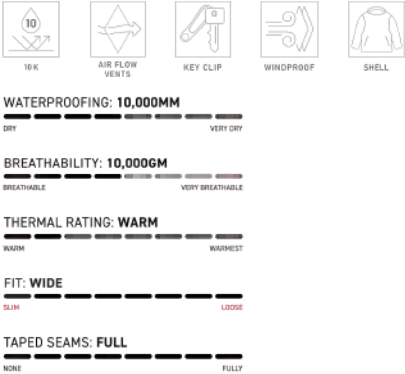 10
10K
AIR FLOW
VENTS
KEY CLIP
WINDPROOF
SHELL
WATERPROOFING: 10,000MM
DRY VERY DRY
BREATHABILITY: 10,000GM
BREATHABLE VERY BREATHABLE
THERMAL RATING: WARM
WARM WARMEST
FIT: WIDE
SLIM LOOSE
TAPED SEAMS: FULL
NONE FULLY